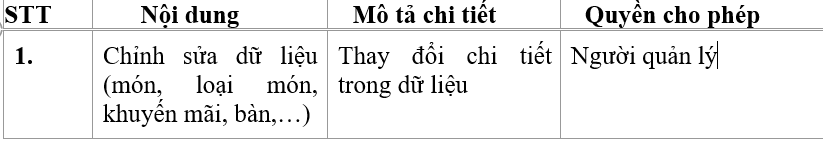 STT Nội dung Mô tả chi tiết Quyền cho phép
1. Chỉnh sửa dữ liệu Thay đổi chi tiết Người quản lý
(món, loại món, trong dữ liệu
khuyến mãi, bàn,…)